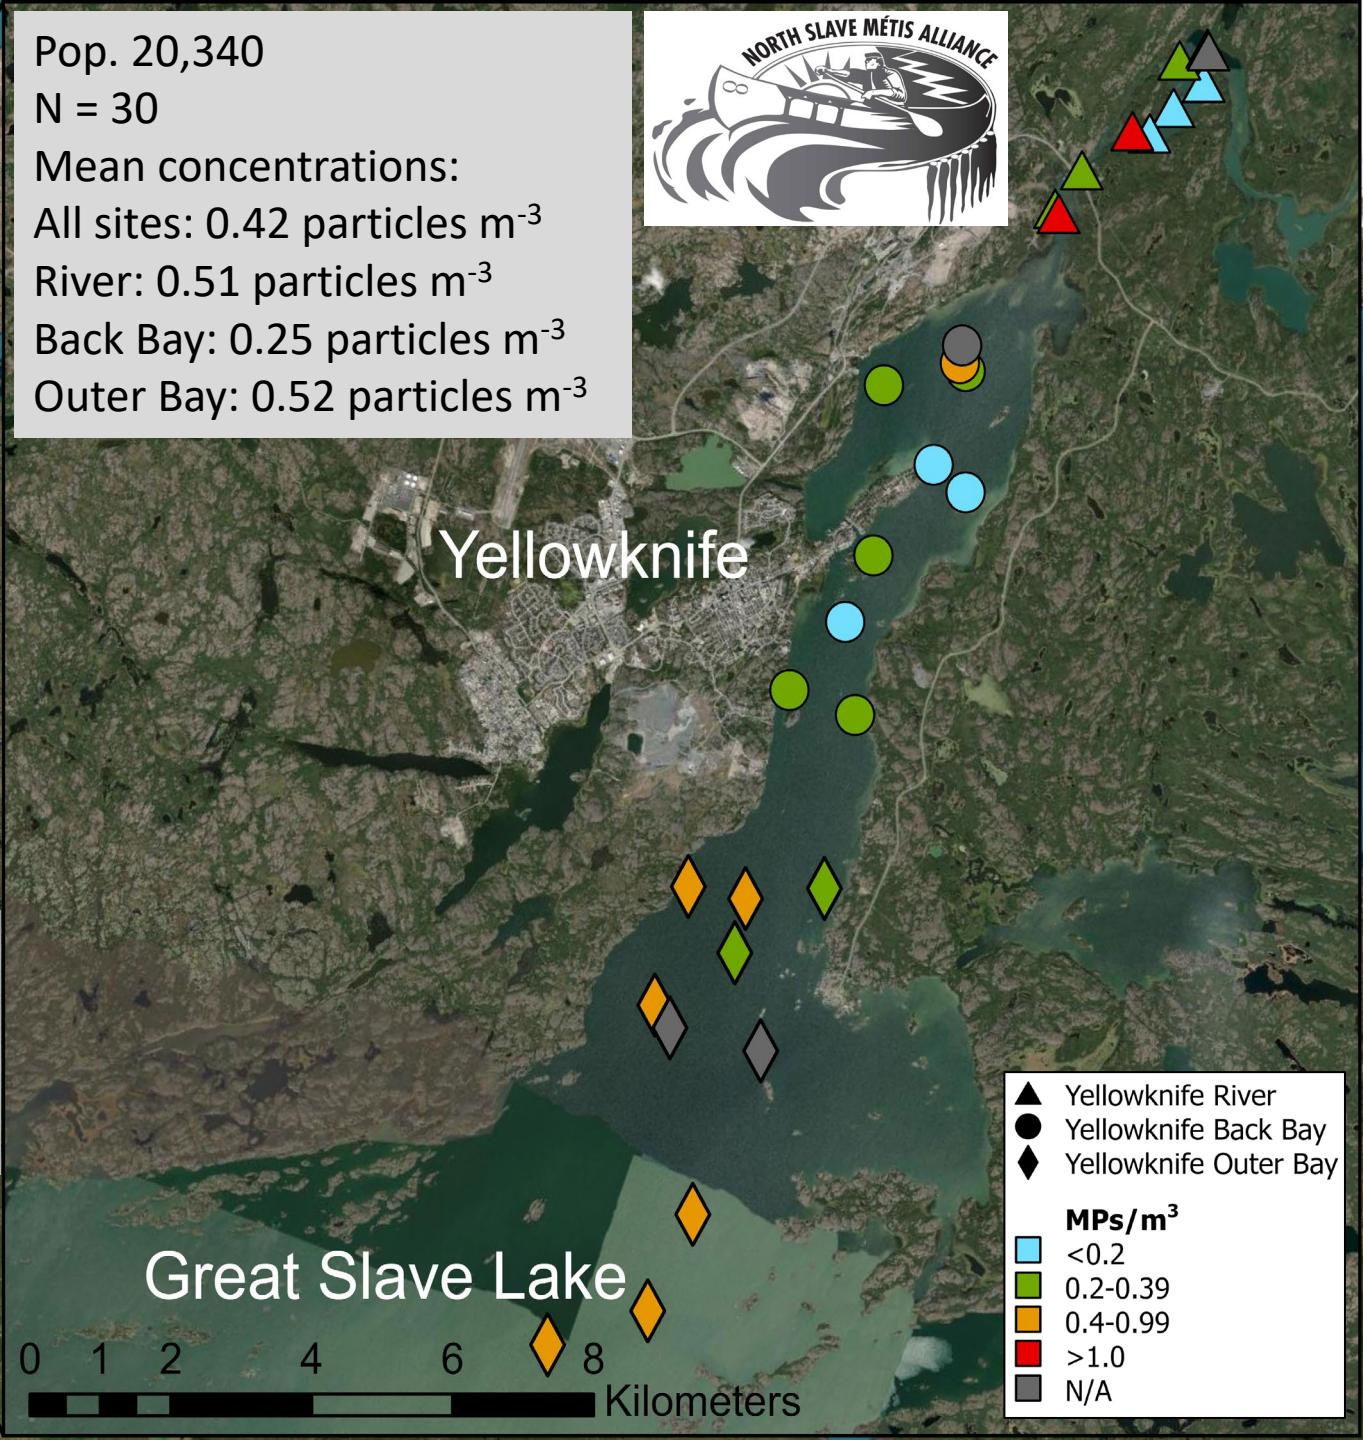 Pop. 20,340
N = 30
Mean concentrations:
All sites: 0.42 particles m⁻³
River: 0.51 particles m⁻³
Back Bay: 0.25 particles m⁻³
Outer Bay: 0.52 particles m⁻³
NORTH SLAVE MÉTIS ALLIANCE
Yellowknife
Great Slave Lake
0 1 2 4 6 8
Kilometers
Yellowknife River
Yellowknife Back Bay
Yellowknife Outer Bay
MPs/m³
<0.2
0.2-0.39
0.4-0.99
>1.0
N/A